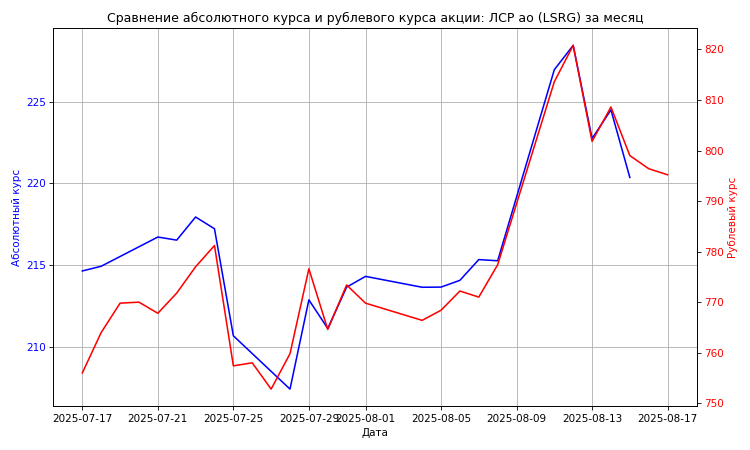 Сравнение абсолютного курса и рублевого курса акции: ЛСР ао (LSRG) за месяц
Абсолютный курс
225
220
215
210
820
810
800
790
780
770
760
750
Рублевый курс
2025-07-17 2025-07-21 2025-07-25 2025-07-29 2025-08-01 2025-08-05 2025-08-09 2025-08-13 2025-08-17
Дата